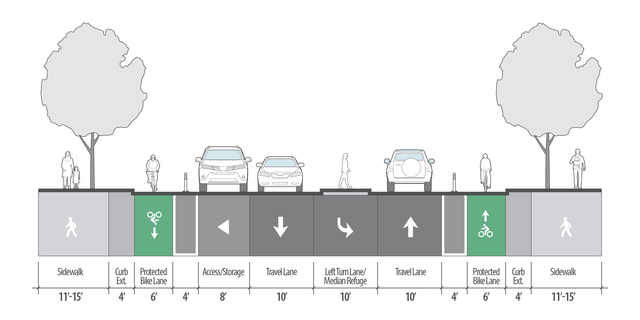 Sidewalk
Curb
Ext.
Protected
Bike Lane
Access/Storage
Travel Lane
Left Turn Lane/
Median Refuge
Travel Lane
Protected
Bike Lane
Curb
Ext.
Sidewalk
11'-15' 4' 6' 4' 8' 10' 10' 10' 4' 6' 4' 11'-15'